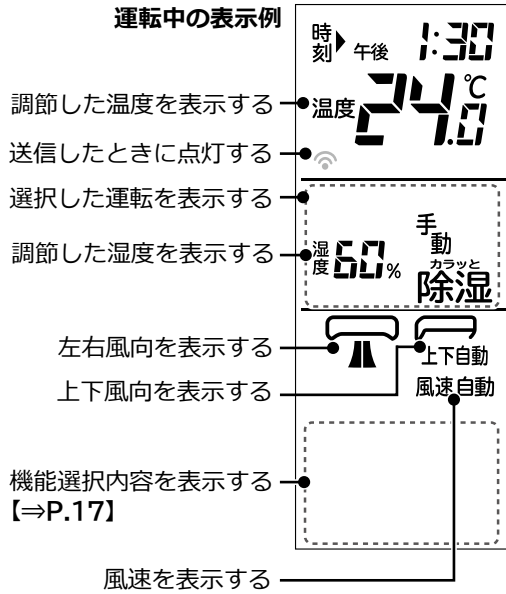 運転中の表示例
時刻 午後 1:30
調節した温度を表示する
温度 24.0 ℃
送信したときに点灯する
選択した運転を表示する
手動
調節した湿度を表示する
湿度 60%
カラッと
除湿
左右風向を表示する
上下自動
上下風向を表示する
風速自動
機能選択内容を表示する
【⇒P.17】
風速を表示する